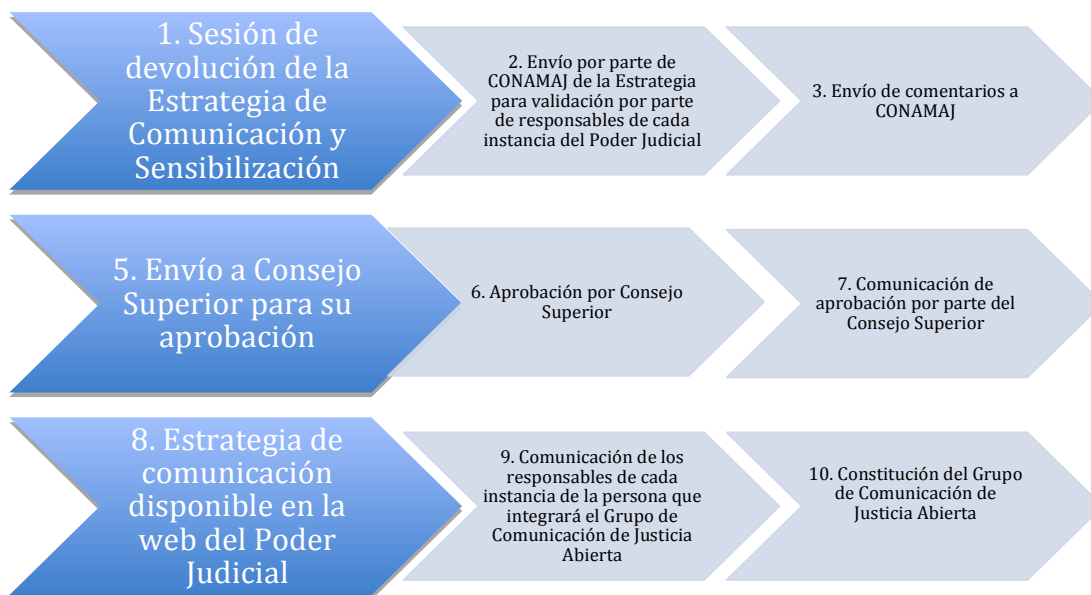 1. Sesión de
devolución de la
Estrategia de
Comunicación y
Sensibilización
2. Envío por parte de
CONAMAJ de la Estrategia
para validación por parte
de responsables de cada
instancia del Poder Judicial
3. Envío de comentarios a
CONAMAJ
5. Envío a Consejo
Superior para su
aprobación
6. Aprobación por Consejo
Superior
7. Comunicación de
aprobación por parte del
Consejo Superior
8. Estrategia de
comunicación
disponible en la
web del Poder
Judicial
9. Comunicación de los
responsables de cada
instancia de la persona que
integrará el Grupo de
Comunicación de Justicia
Abierta
10. Constitución del Grupo
de Comunicación de
Justicia Abierta